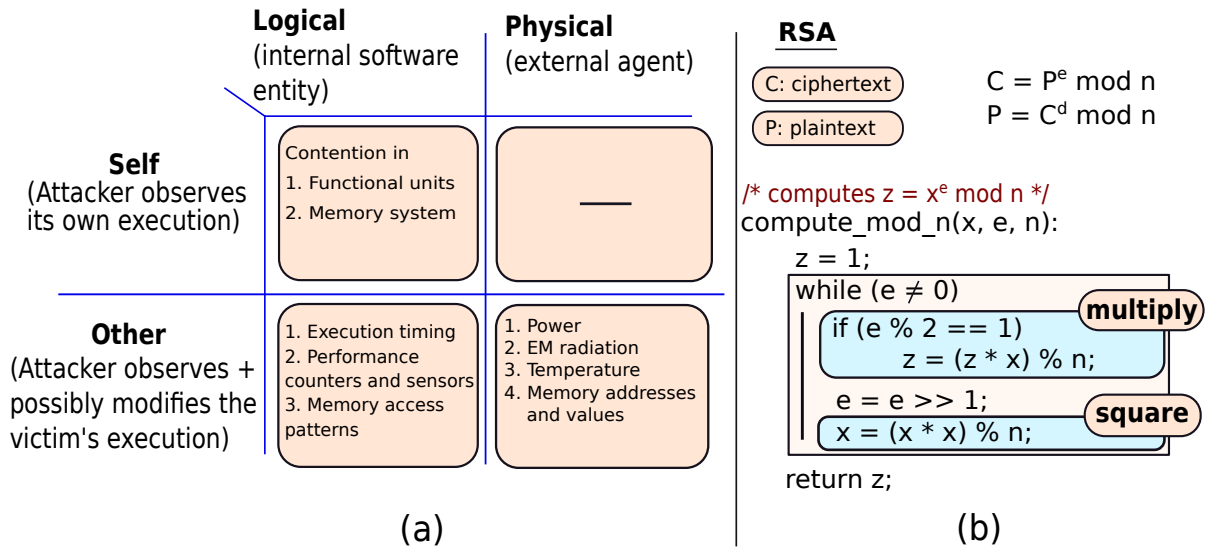 Logical
(internal software
entity)
Physical
(external agent)
Self
(Attacker observes
its own execution)
Contention in
1. Functional units
2. Memory system
—
Other
(Attacker observes +
possibly modifies the
victim's execution)
1. Execution timing
2. Performance
counters and sensors
3. Memory access
patterns
1. Power
2. EM radiation
3. Temperature
4. Memory addresses
and values
(a)
RSA
C: ciphertext
P: plaintext
C = Pᵉ mod n
P = Cᵈ mod n
/* computes z = xᵉ mod n */
compute_mod_n(x, e, n):
z = 1;
while (e ≠ 0)
multiply
if (e % 2 == 1)
z = (z * x) % n;
e = e >> 1;
square
x = (x * x) % n;
return z;
(b)